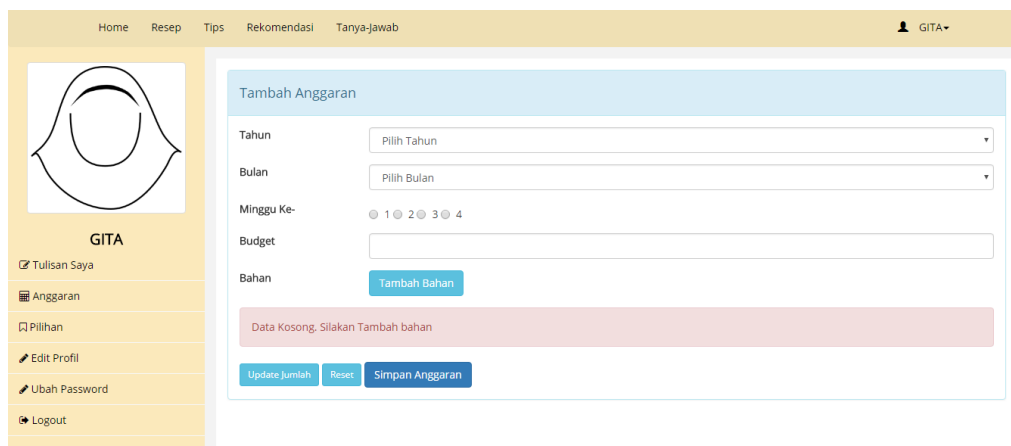 Home Resep Tips Rekomendasi Tanya-Jawab GITA
GITA
Tulisan Saya
Anggaran
Pilihan
Edit Profil
Ubah Password
Logout
Tambah Anggaran
Tahun Pilih Tahun
Bulan Pilih Bulan
Minggu Ke- 1 2 3 4
Budget
Bahan Tambah Bahan
Data Kosong. Silakan Tambah bahan
Update Jumlah Reset Simpan Anggaran